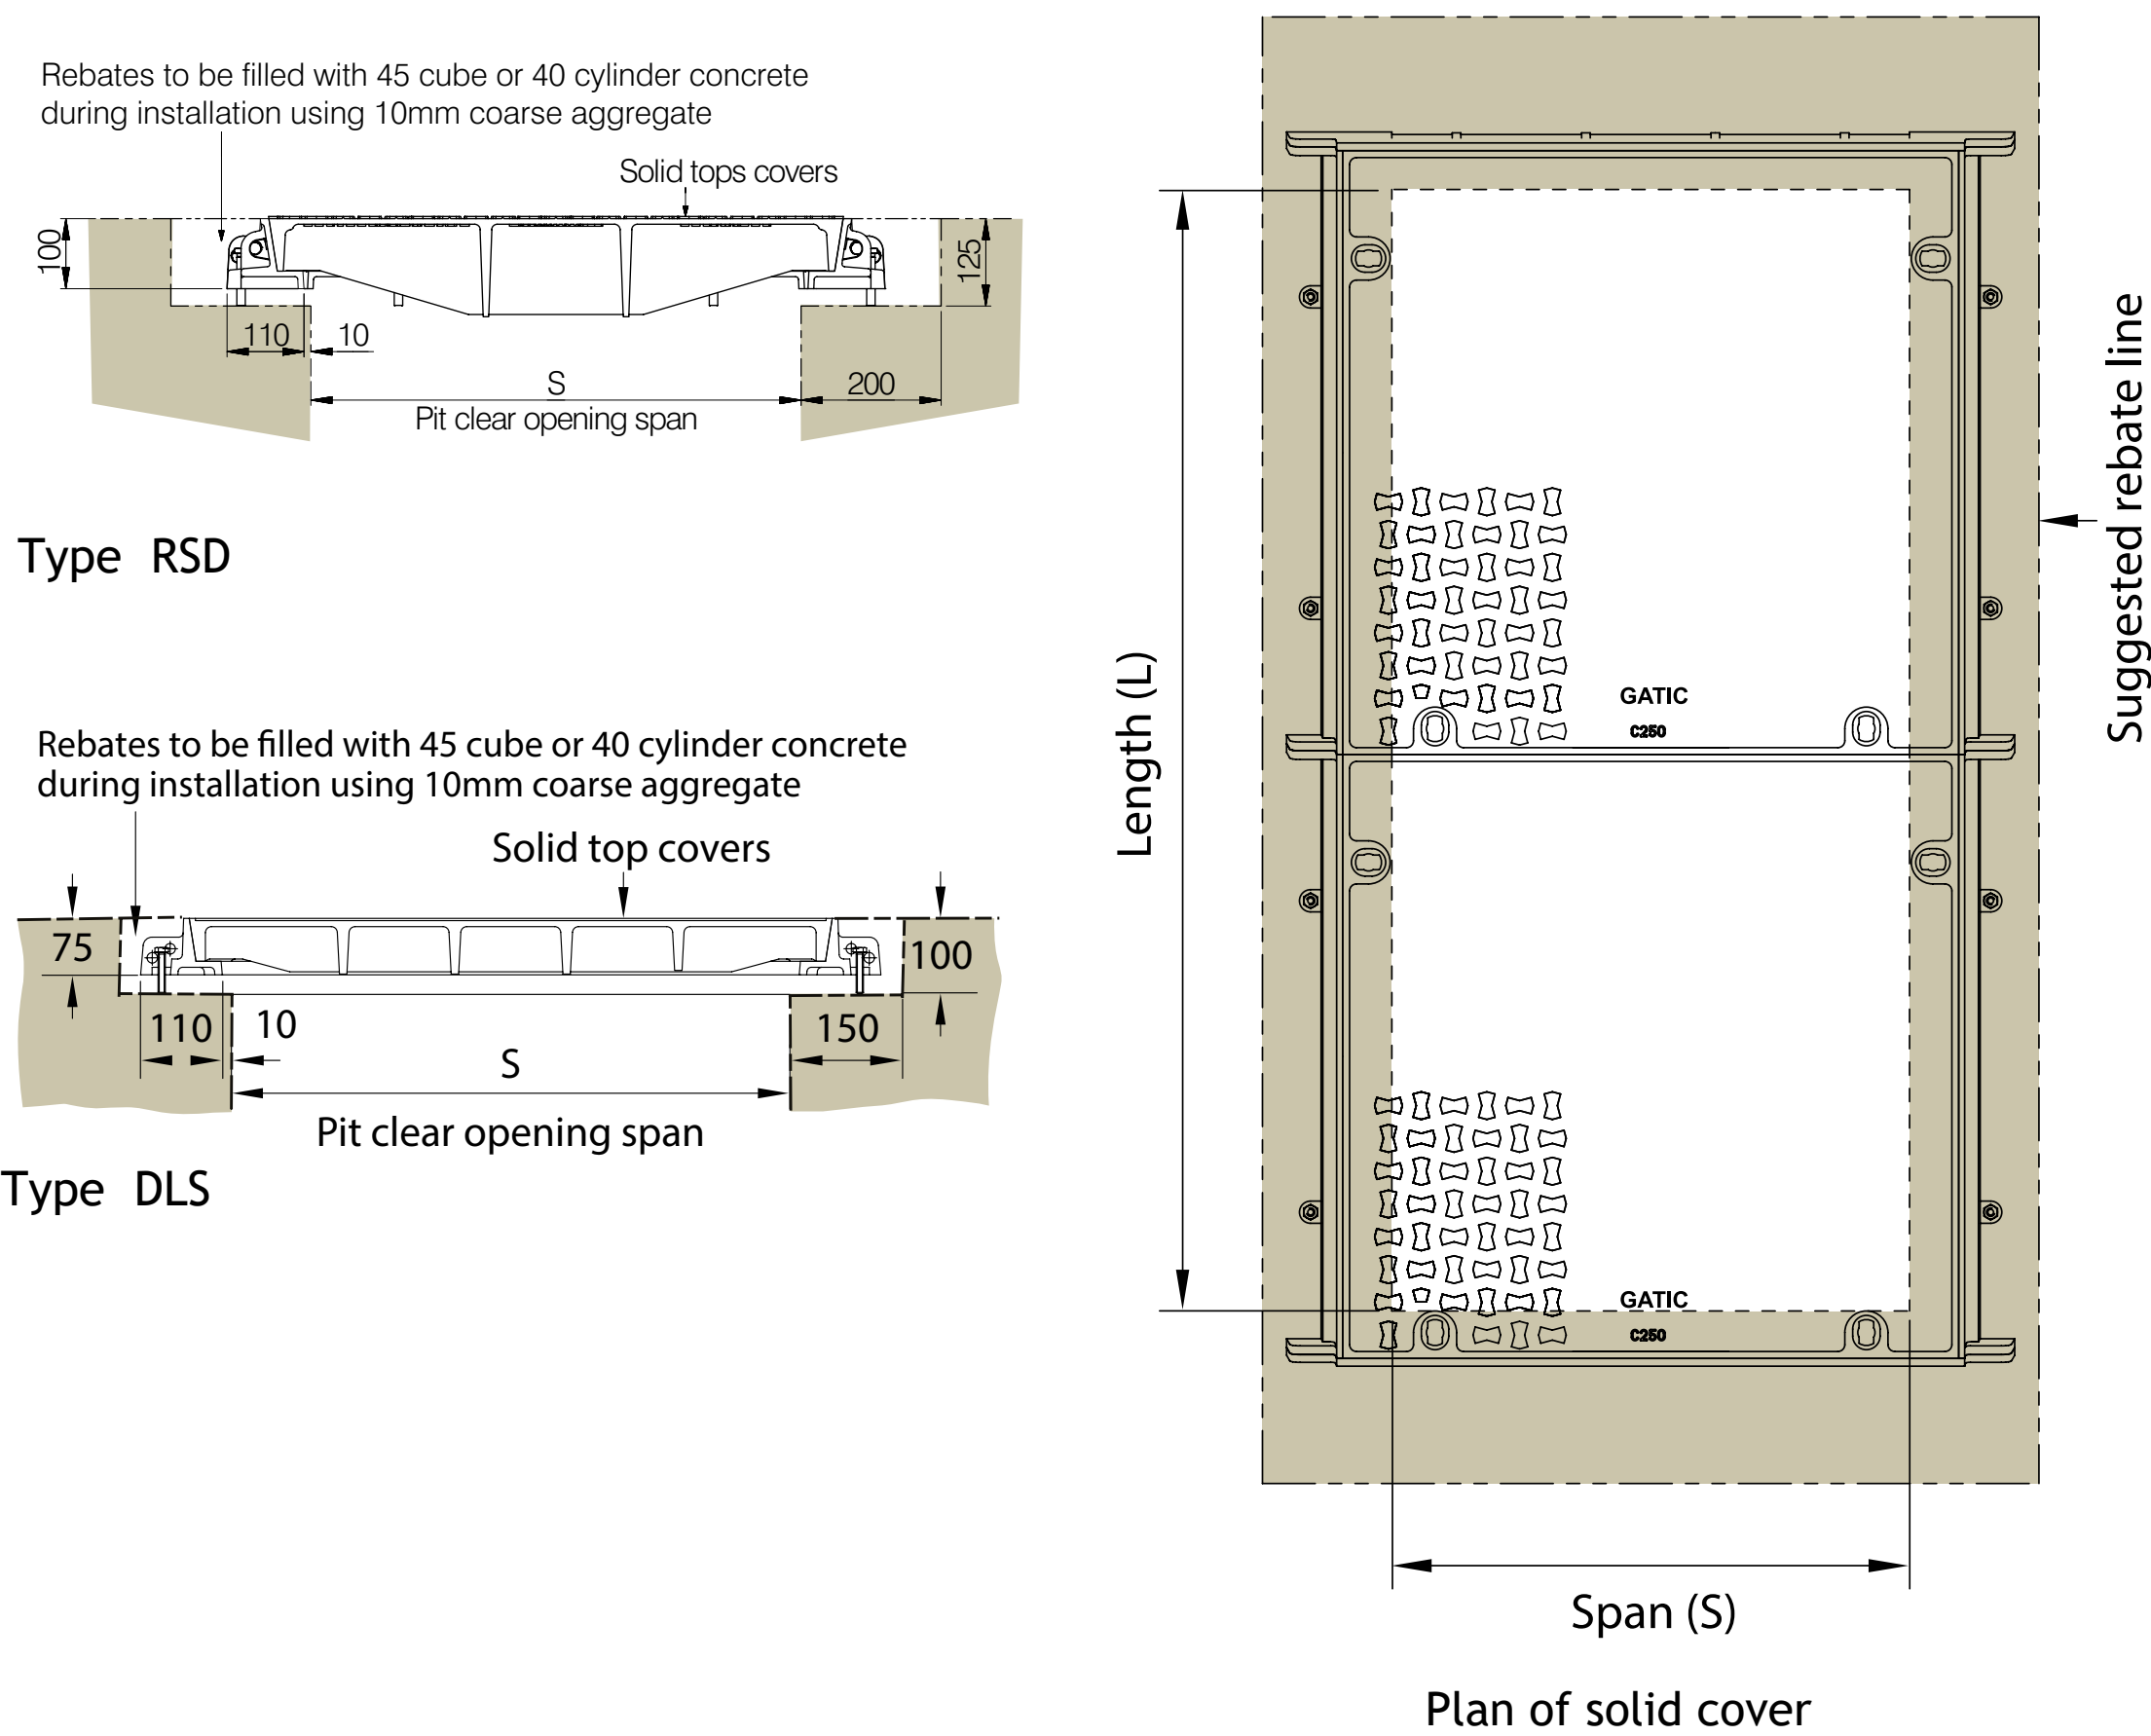 Rebates to be filled with 45 cube or 40 cylinder concrete
during installation using 10mm coarse aggregate
Solid tops covers
100
125
110
10
S
200
Pit clear opening span
Type RSD
Rebates to be filled with 45 cube or 40 cylinder concrete
during installation using 10mm coarse aggregate
Solid top covers
75
100
110
10
150
S
Pit clear opening span
Type DLS
Length (L)
GATIC
C250
GATIC
C250
Suggested rebate line
Span (S)
Plan of solid cover